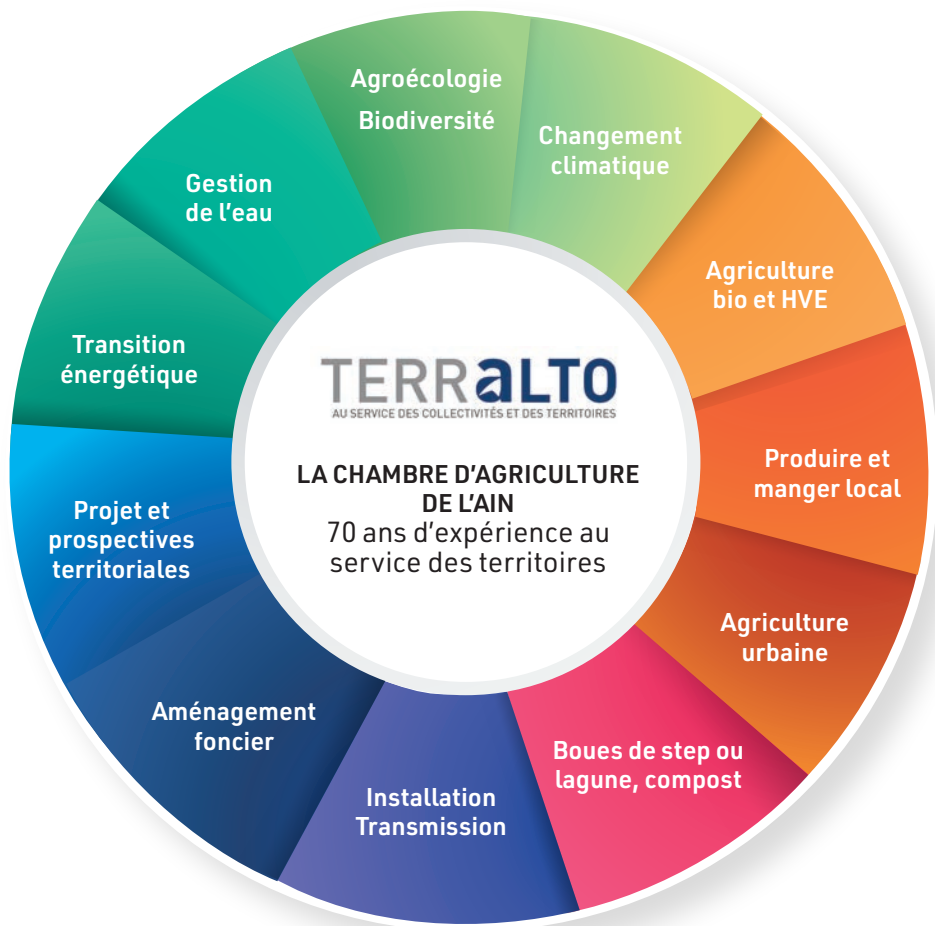 Agroécologie
Biodiversité
Changement
climatique
Agriculture
bio et HVE
Produire et
manger local
Agriculture
urbaine
Boues de step ou
lagune, compost
Installation
Transmission
Aménagement
foncier
Projet et
prospectives
territoriales
Transition
énergétique
Gestion
de l'eau
TERRaLTO
AU SERVICE DES COLLECTIVITÉS ET DES TERRITOIRES
LA CHAMBRE D'AGRICULTURE
DE L'AIN
70 ans d'expérience au
service des territoires